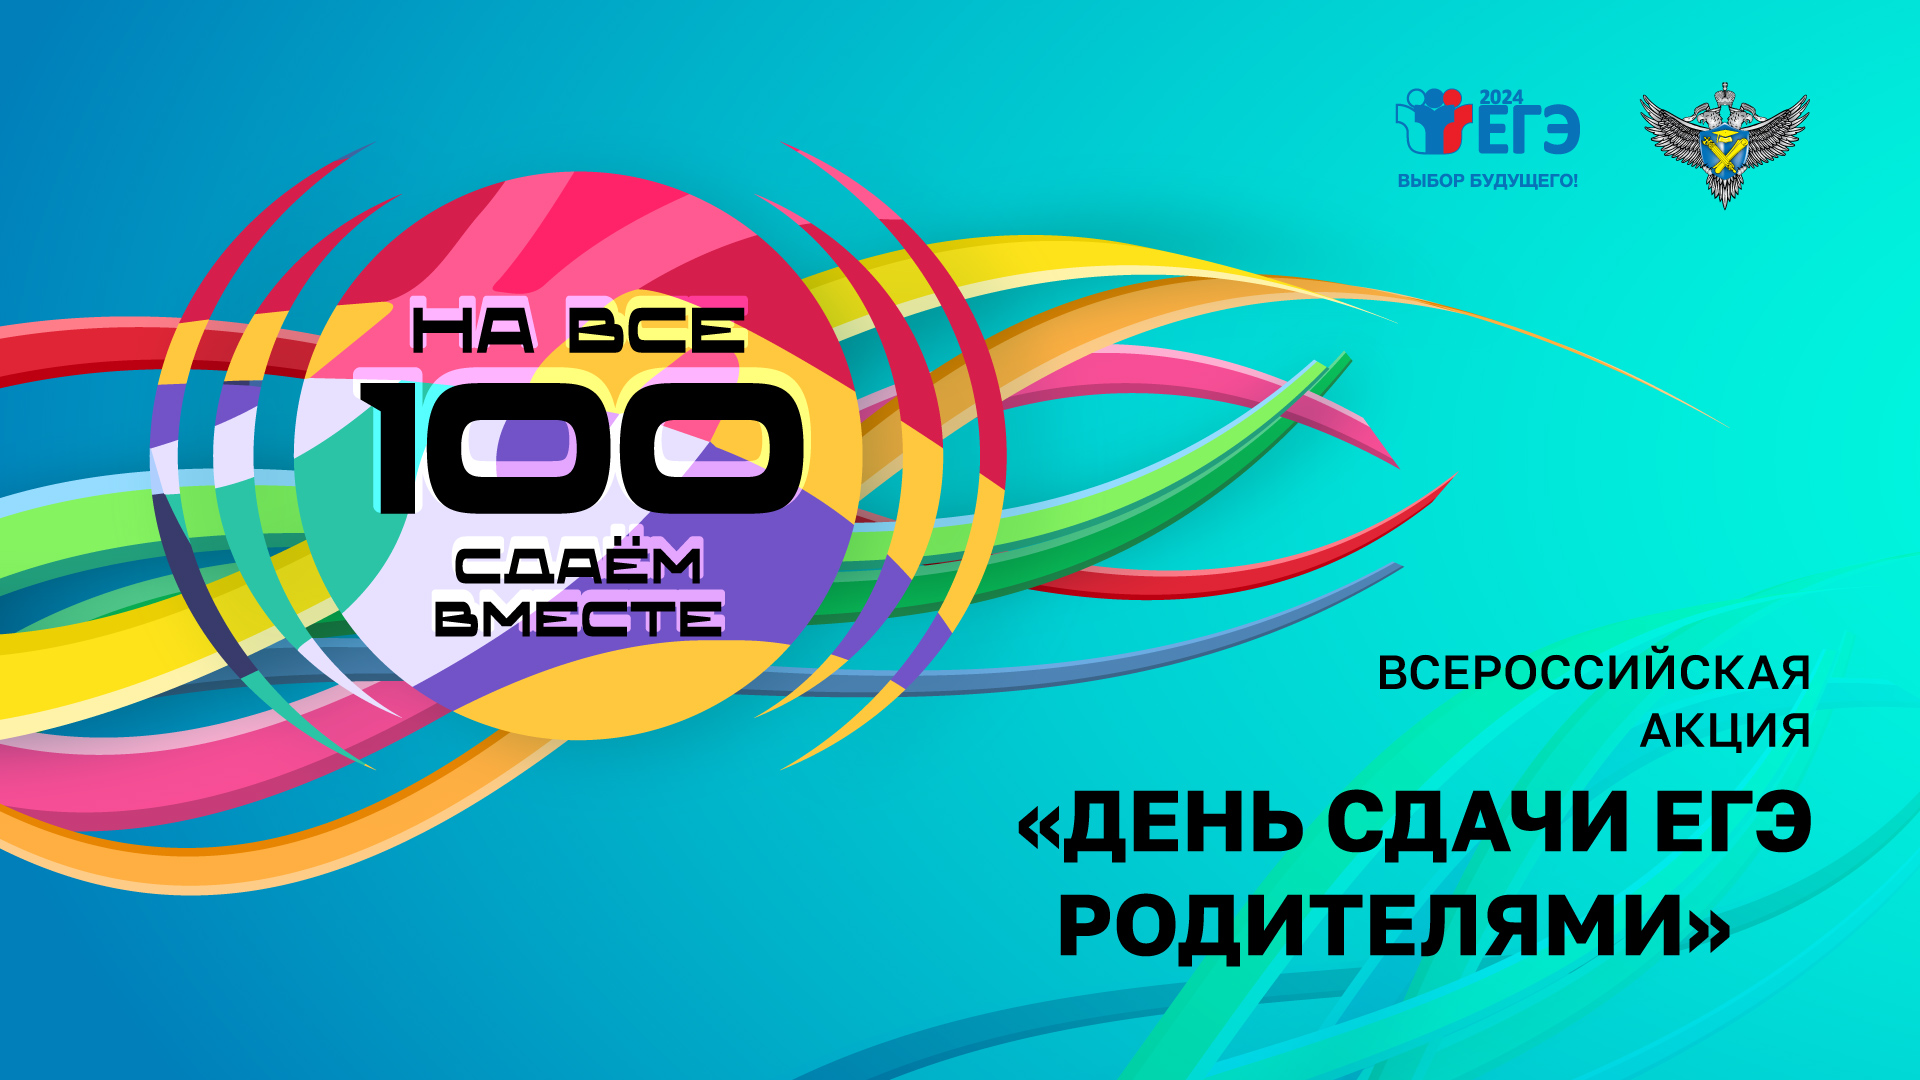 2024
ЕГЭ
ВЫБОР БУДУЩЕГО!
НА ВСЕ
100
СДАЁМ
ВМЕСТЕ
ВСЕРОССИЙСКАЯ
АКЦИЯ
«ДЕНЬ СДАЧИ ЕГЭ
РОДИТЕЛЯМИ»